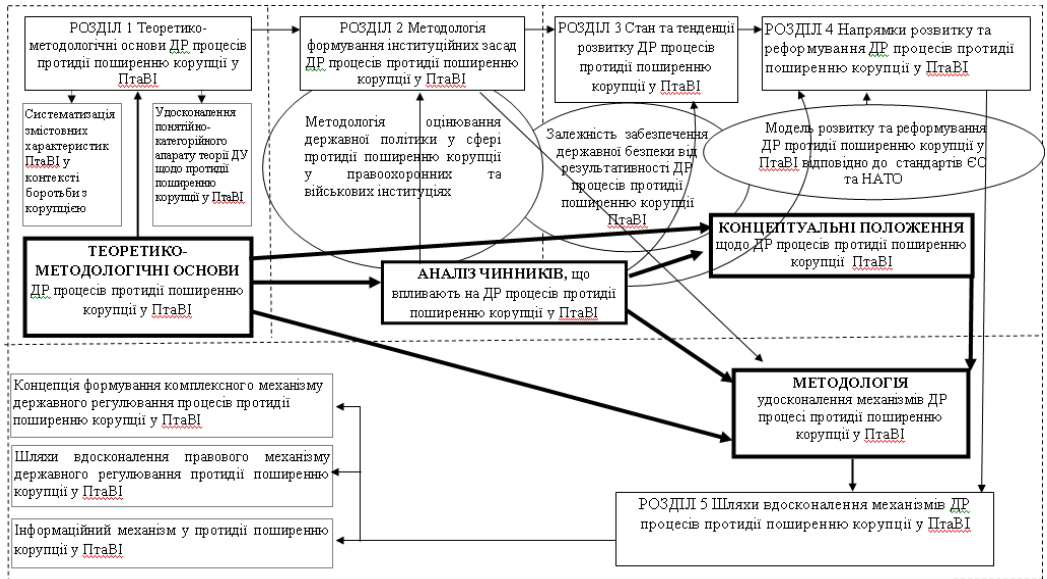 РОЗДІЛ 1 Теоретико-
методологічні основи ДР процесів
протидії поширенню корупції у
ПтаВІ
РОЗДІЛ 2 Методологія
формування інституційних засад
ДР процесів протидії поширенню
корупції у ПтаВІ
РОЗДІЛ 3 Стан та тенденції
розвитку ДР процесів
протидії поширенню
корупції у ПтаВІ
РОЗДІЛ 4 Напрямки розвитку та
реформування ДР процесів протидії
поширенню корупції у ПтаВІ
Систематизація
змістовних
характеристик
ПтаВІ у
контексті
боротьби з
корупцією
Удосконалення
понятійно-
категорійного
апарату теорії ДУ
щодо протидії
поширенню
корупції у ПтаВІ
Методологія оцінювання
державної політики у сфері
протидії поширенню корупції
у правоохоронних та
військових інституціях
Залежність забезпечення
державної безпеки від
результативності ДР
процесів протидії
поширенню корупції
ПтаВІ
Модель розвитку та реформування
ДР протидії поширенню корупції у
ПтаВІ відповідно до стандартів ЄС
та НАТО
ТЕОРЕТИКО-
МЕТОДОЛОГІЧНІ ОСНОВИ
ДР процесів протидії поширенню
корупції у ПтаВІ
АНАЛІЗ ЧИННИКІВ, що
впливають на ДР процесів протидії
поширенню корупції у ПтаВІ
КОНЦЕПТУАЛЬНІ ПОЛОЖЕННЯ
щодо ДР процесів протидії поширенню
корупції ПтаВІ
МЕТОДОЛОГІЯ
удосконалення механізмів ДР
процесі протидії поширенню
корупції у ПтаВІ
Концепція формування комплексного механізму
державного регулювання процесів протидії
поширенню корупції у ПтаВІ
Шляхи вдосконалення правового механізму
державного регулювання протидії поширенню
корупції у ПтаВІ
Інформаційний механізм у протидії поширенню
корупції у ПтаВІ
РОЗДІЛ 5 Шляхи вдосконалення механізмів ДР
процесів протидії поширенню корупції у ПтаВІ